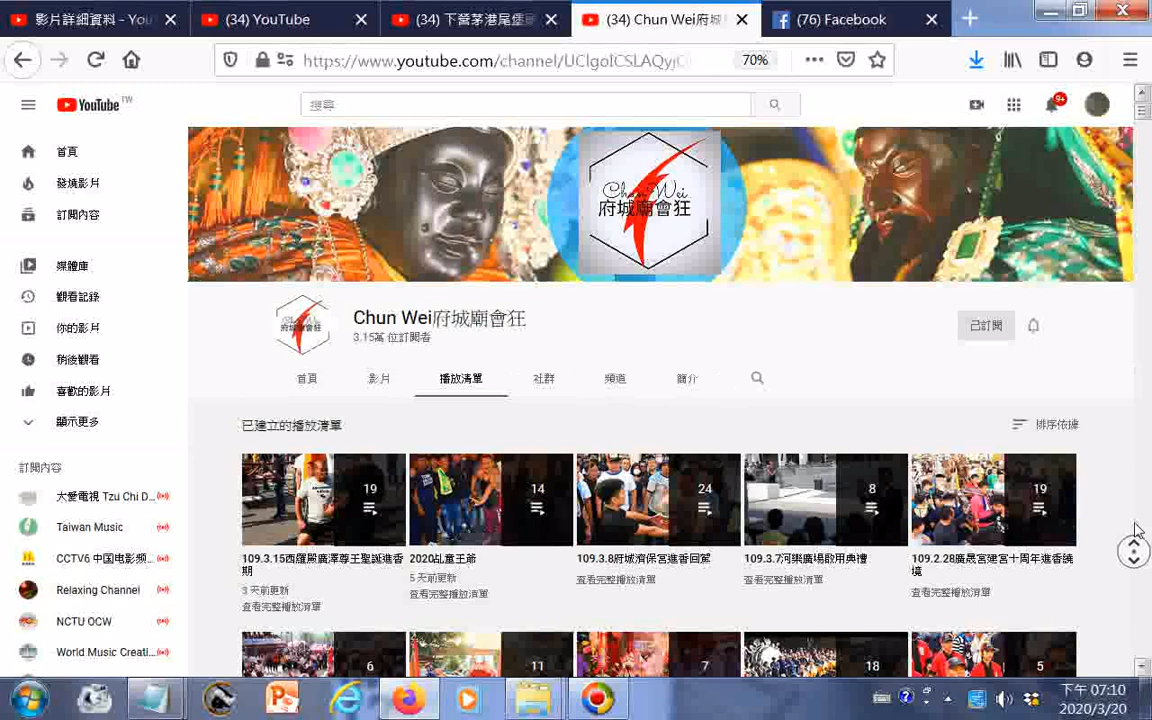 影片詳細資料 - You
(34) YouTube
(34) 下營茅港尾堡
(34) Chun Wei府城
(76) Facebook
https://www.youtube.com/channel/UClgoICSLAQyj
70%
YouTube TW
搜尋
9+
首頁
發燒影片
訂閱內容
媒體庫
觀看記錄
你的影片
稍後觀看
喜歡的影片
顯示更多
訂閱內容
大愛電視 Tzu Chi D...
Taiwan Music
CCTV6 中国电影频...
Relaxing Channel
NCTU OCW
World Music Creati...
Chun Wei
府城廟會狂
Chun Wei府城廟會狂
3.15萬 位訂閱者
已訂閱
首頁 影片 播放清單 社群 頻道 簡介
已建立的播放清單
排序依據
19
109.3.15西羅殿廣澤尊王聖誕進香期
3 天前更新
查看完整播放清單
14
2020乩童王爺
5 天前更新
查看完整播放清單
24
109.3.8府城濟保宮進香回駕
查看完整播放清單
8
109.3.7河樂廣場啟用典禮
查看完整播放清單
19
109.2.28廣晟宮建宮十周年進香繞境
查看完整播放清單
6
11
7
18
5
下午 07:10
2020/3/20